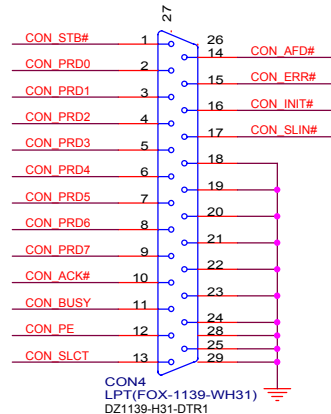 27
CON_STB# 1 26
14 CON_AFD#
CON_PRD0 2
15 CON_ERR#
CON_PRD1 3
16 CON_INIT#
CON_PRD2 4
17 CON_SLIN#
CON_PRD3 5
18
CON_PRD4 6
19
CON_PRD5 7
20
CON_PRD6 8
21
CON_PRD7 9
22
CON_ACK# 10
23
CON_BUSY 11
24
CON_PE 12
28
25
CON_SLCT 13
29
CON4
LPT(FOX-1139-WH31)
DZ1139-H31-DTR1